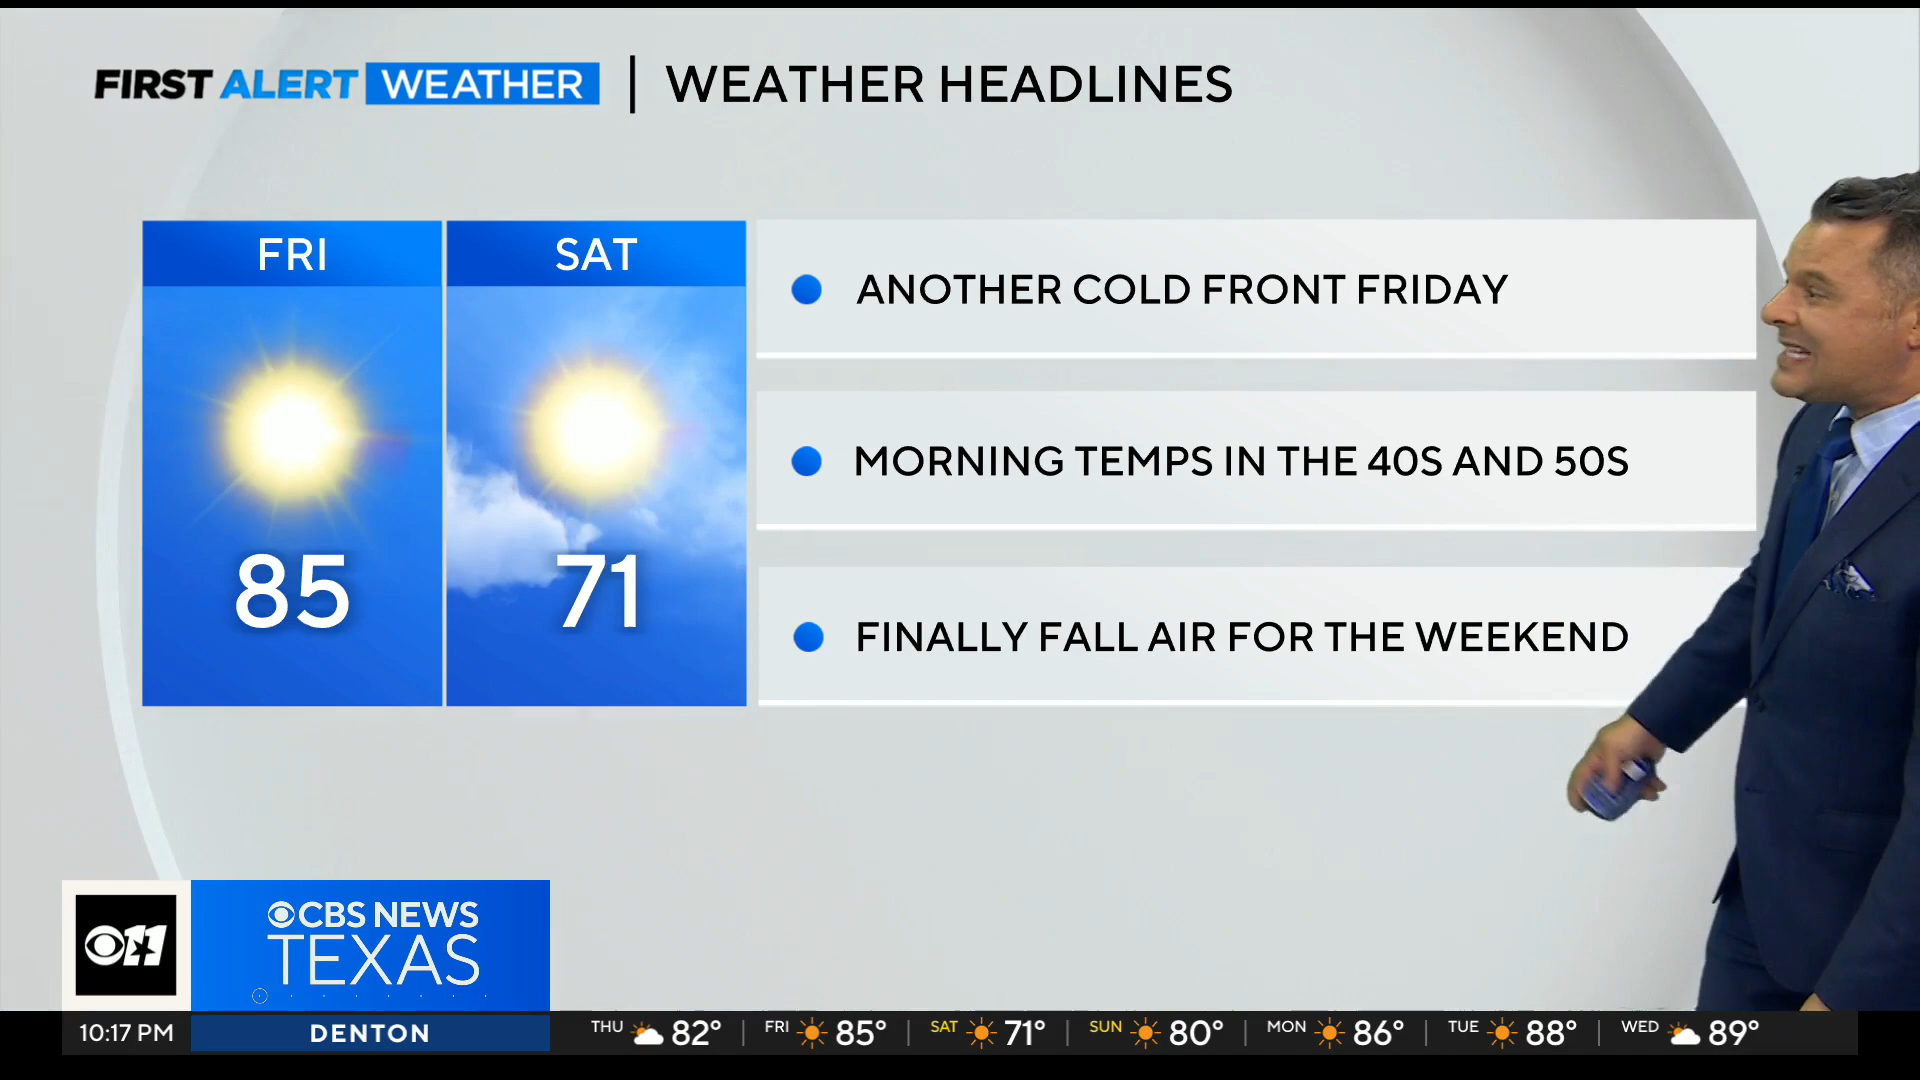 FIRST ALERT WEATHER | WEATHER HEADLINES
FRI
SAT
85
71
ANOTHER COLD FRONT FRIDAY
MORNING TEMPS IN THE 40S AND 50S
FINALLY FALL AIR FOR THE WEEKEND
11
CBS NEWS
TEXAS
10:17 PM
DENTON
THU 82° | FRI 85° | SAT 71° | SUN 80° | MON 86° | TUE 88° | WED 89°